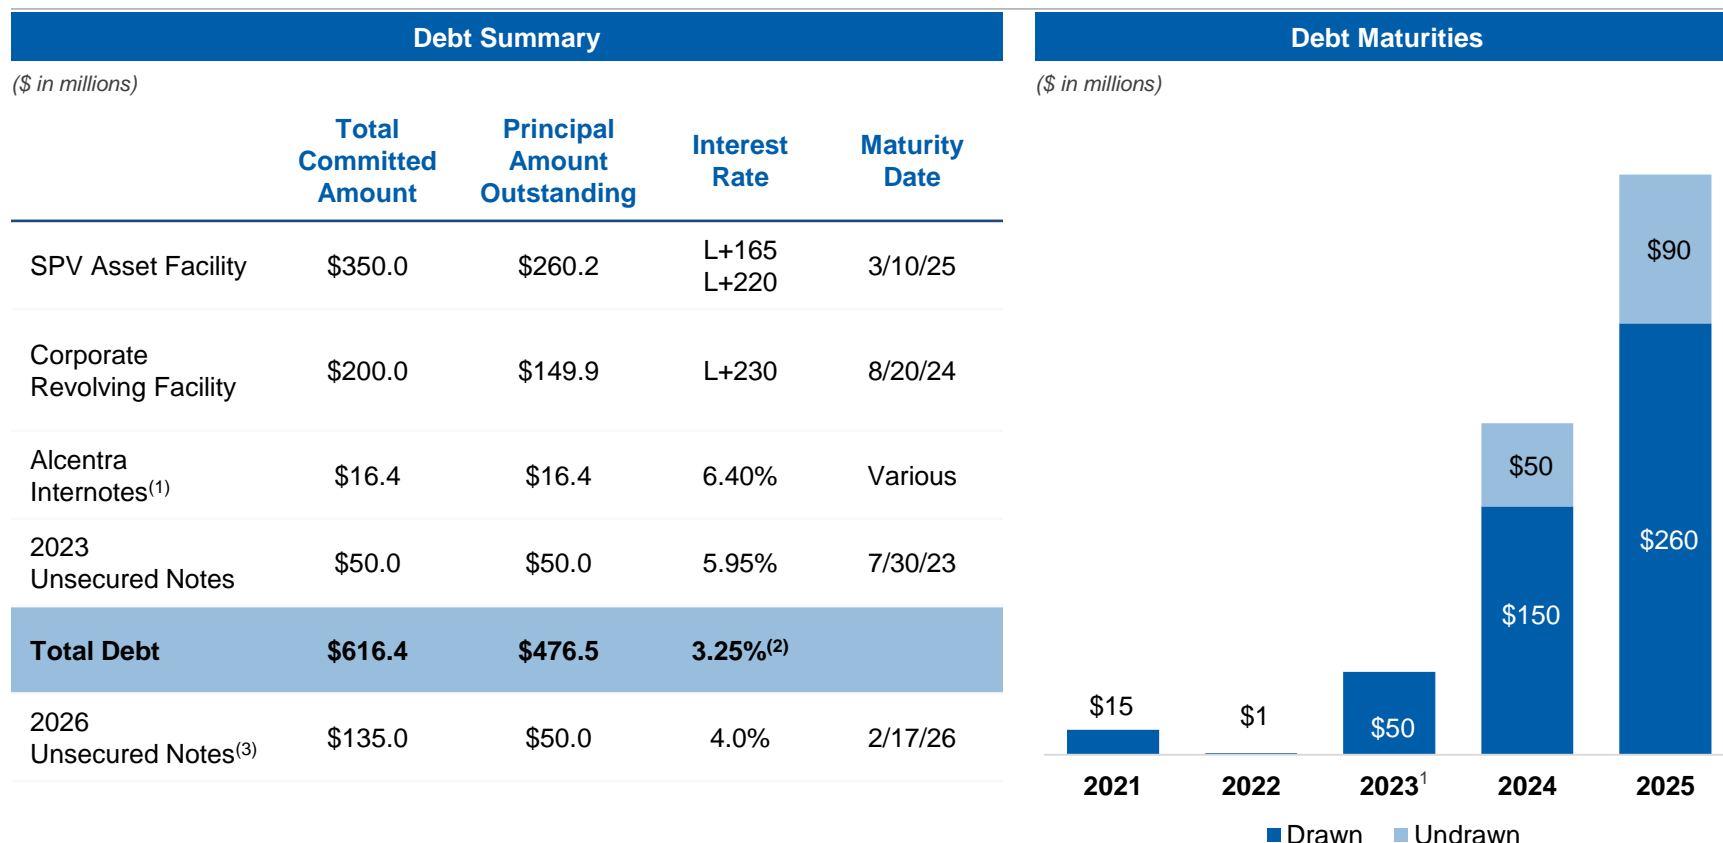 Debt Summary
($ in millions)
Total Committed Amount
Principal Amount Outstanding
Interest Rate
Maturity Date
SPV Asset Facility $350.0 $260.2 L+165 L+220 3/10/25
Corporate Revolving Facility $200.0 $149.9 L+230 8/20/24
Alcentra Internotes(1) $16.4 $16.4 6.40% Various
2023 Unsecured Notes $50.0 $50.0 5.95% 7/30/23
Total Debt $616.4 $476.5 3.25%(2)
2026 Unsecured Notes(3) $135.0 $50.0 4.0% 2/17/26
Debt Maturities
($ in millions)
$90
$50
$260
$150
$15
$1
$50
2021 2022 2023¹ 2024 2025
Drawn Undrawn